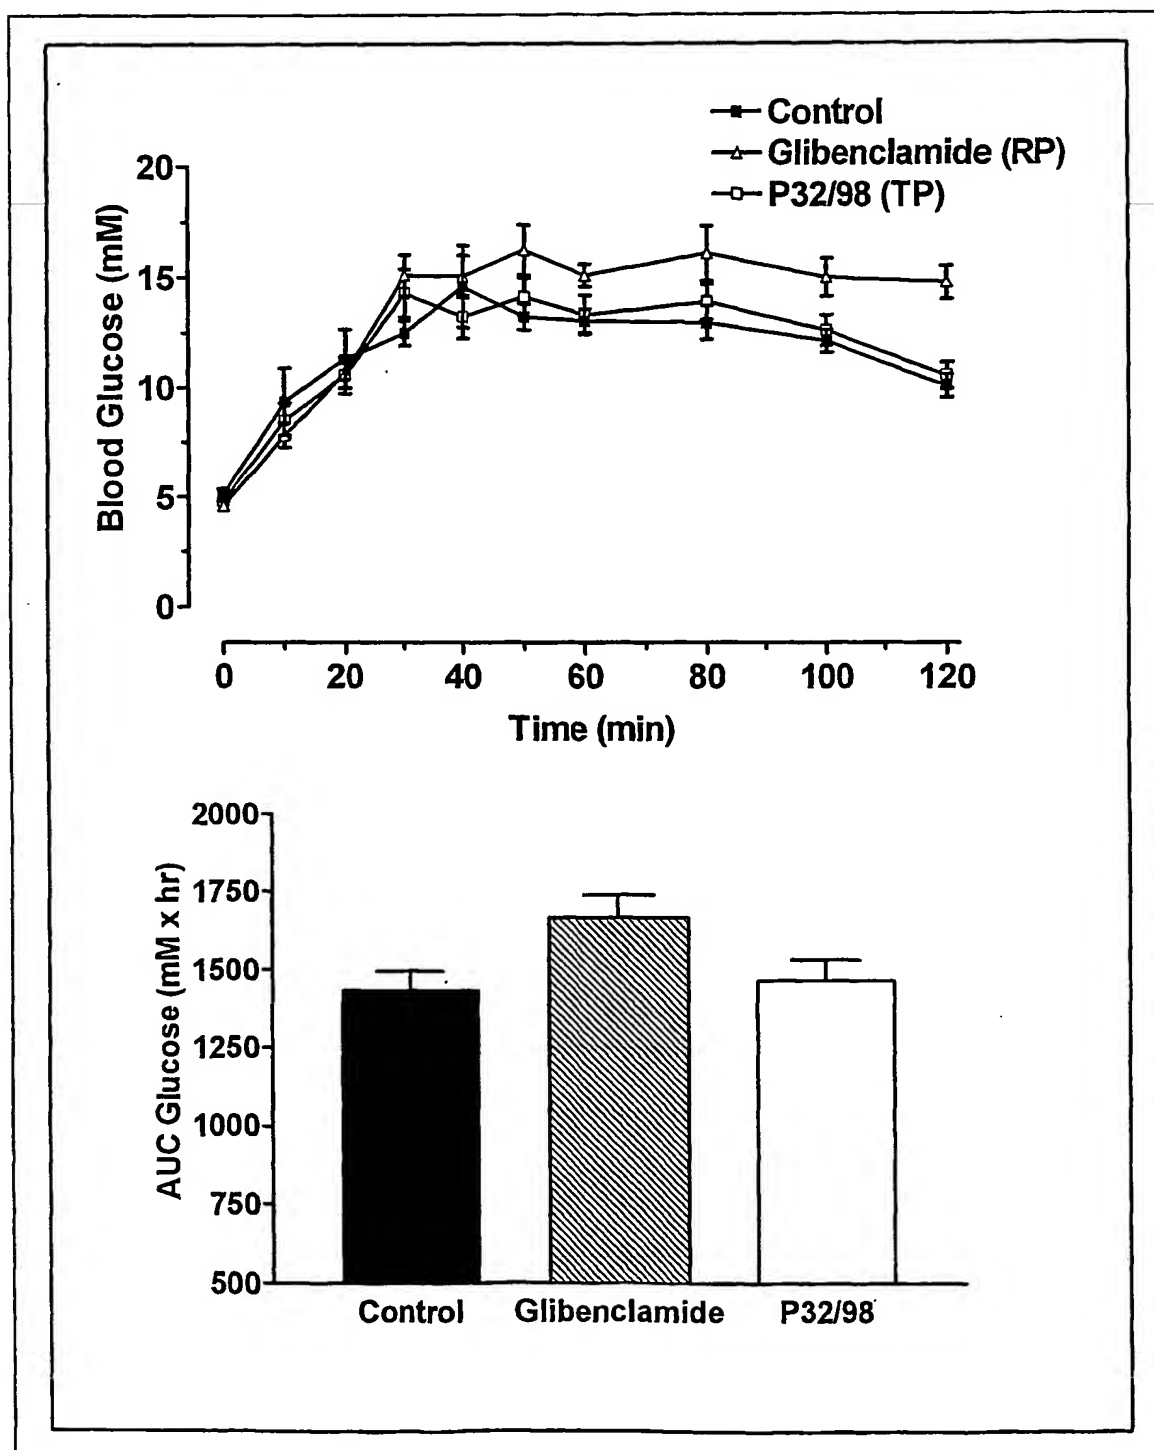 Control
Glibenclamide (RP)
P32/98 (TP)
20
15
10
5
0
Blood Glucose (mM)
0 20 40 60 80 100 120
Time (min)
2000
1750
1500
1250
1000
750
500
AUC Glucose (mM x hr)
Control Glibenclamide P32/98